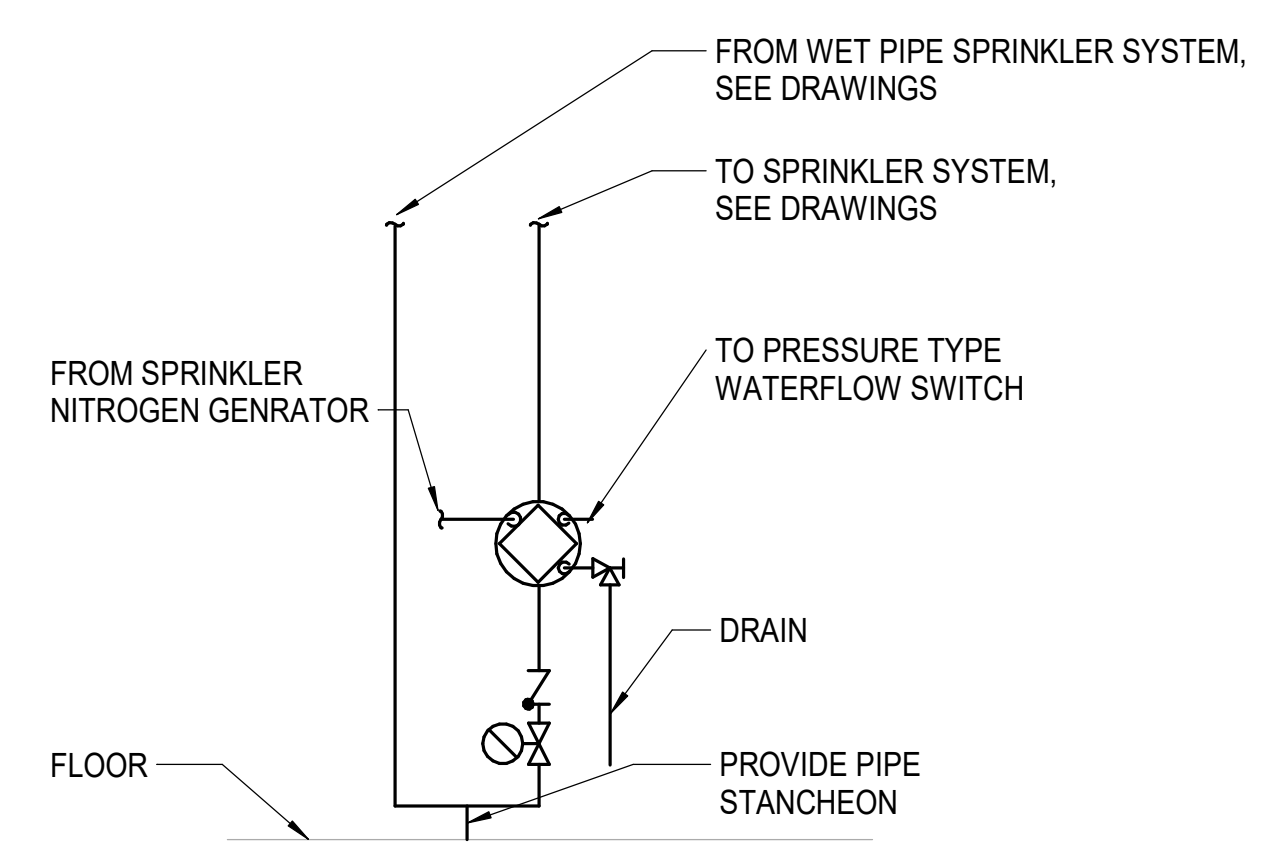 FROM WET PIPE SPRINKLER SYSTEM,
SEE DRAWINGS
TO SPRINKLER SYSTEM,
SEE DRAWINGS
TO PRESSURE TYPE
WATERFLOW SWITCH
FROM SPRINKLER
NITROGEN GENRATOR
DRAIN
FLOOR
PROVIDE PIPE
STANCHEON